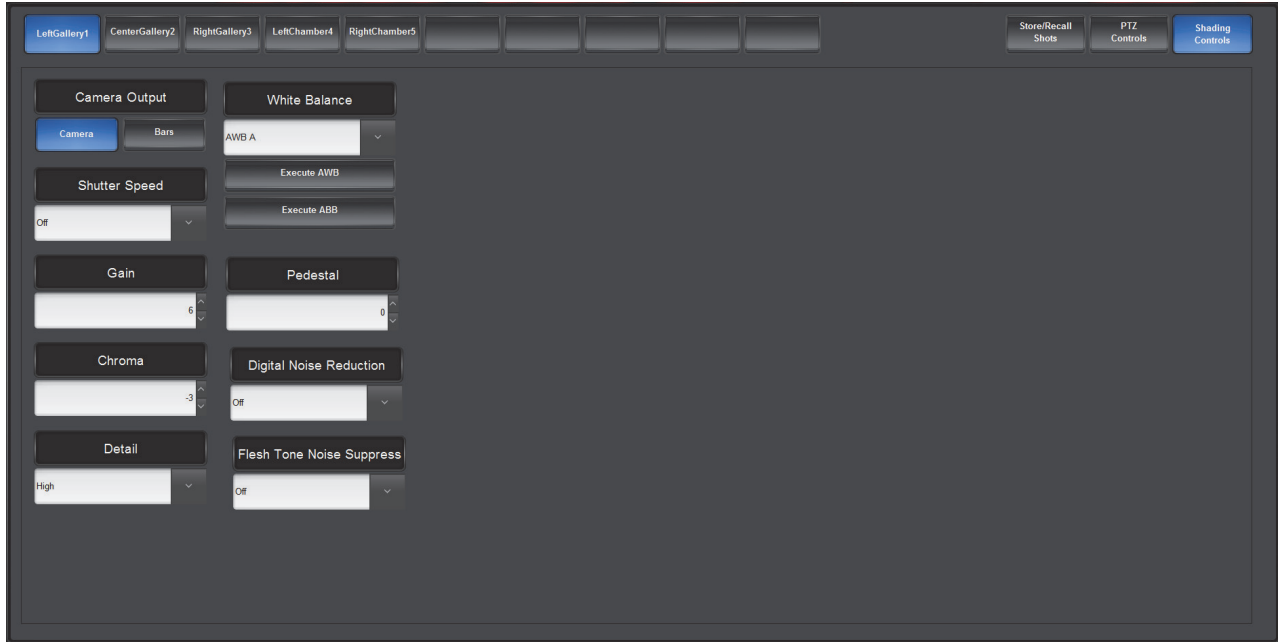 LeftGallery1 CenterGallery2 RightGallery3 LeftChamber4 RightChamber5 Store/Recall Shots PTZ Controls Shading Controls
Camera Output
Camera Bars
Shutter Speed
Off
Gain
6
Chroma
-3
Detail
High
White Balance
AWB A
Execute AWB
Execute ABB
Pedestal
0
Digital Noise Reduction
Off
Flesh Tone Noise Suppress
Off